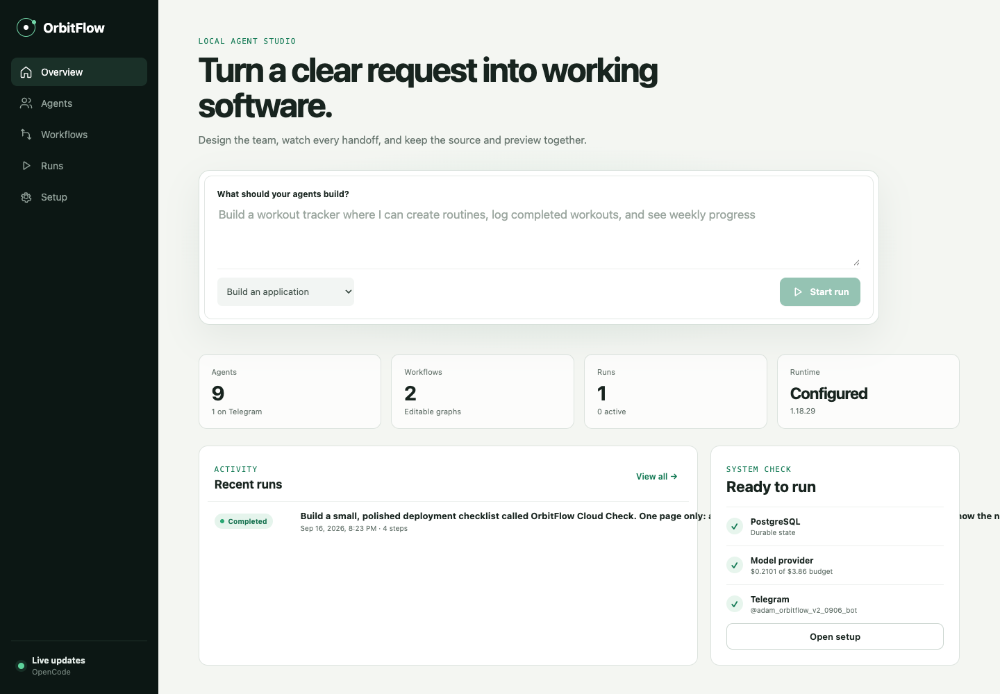 OrbitFlow
Overview
Agents
Workflows
Runs
Setup
Live updates
OpenCode
LOCAL AGENT STUDIO
Turn a clear request into working
software.
Design the team, watch every handoff, and keep the source and preview together.
What should your agents build?
Build a workout tracker where I can create routines, log completed workouts, and see weekly progress
Build an application
Start run
Agents
9
1 on Telegram
Workflows
2
Editable graphs
Runs
1
0 active
Runtime
Configured
1.18.29
ACTIVITY
Recent runs
View all →
Completed
Build a small, polished deployment checklist called OrbitFlow Cloud Check. One page only:
Sep 16, 2026, 8:23 PM · 4 steps
SYSTEM CHECK
Ready to run
PostgreSQL
Durable state
Model provider
$0.2101 of $3.86 budget
Telegram
@adam_orbitflow_v2_0906_bot
Open setup
the